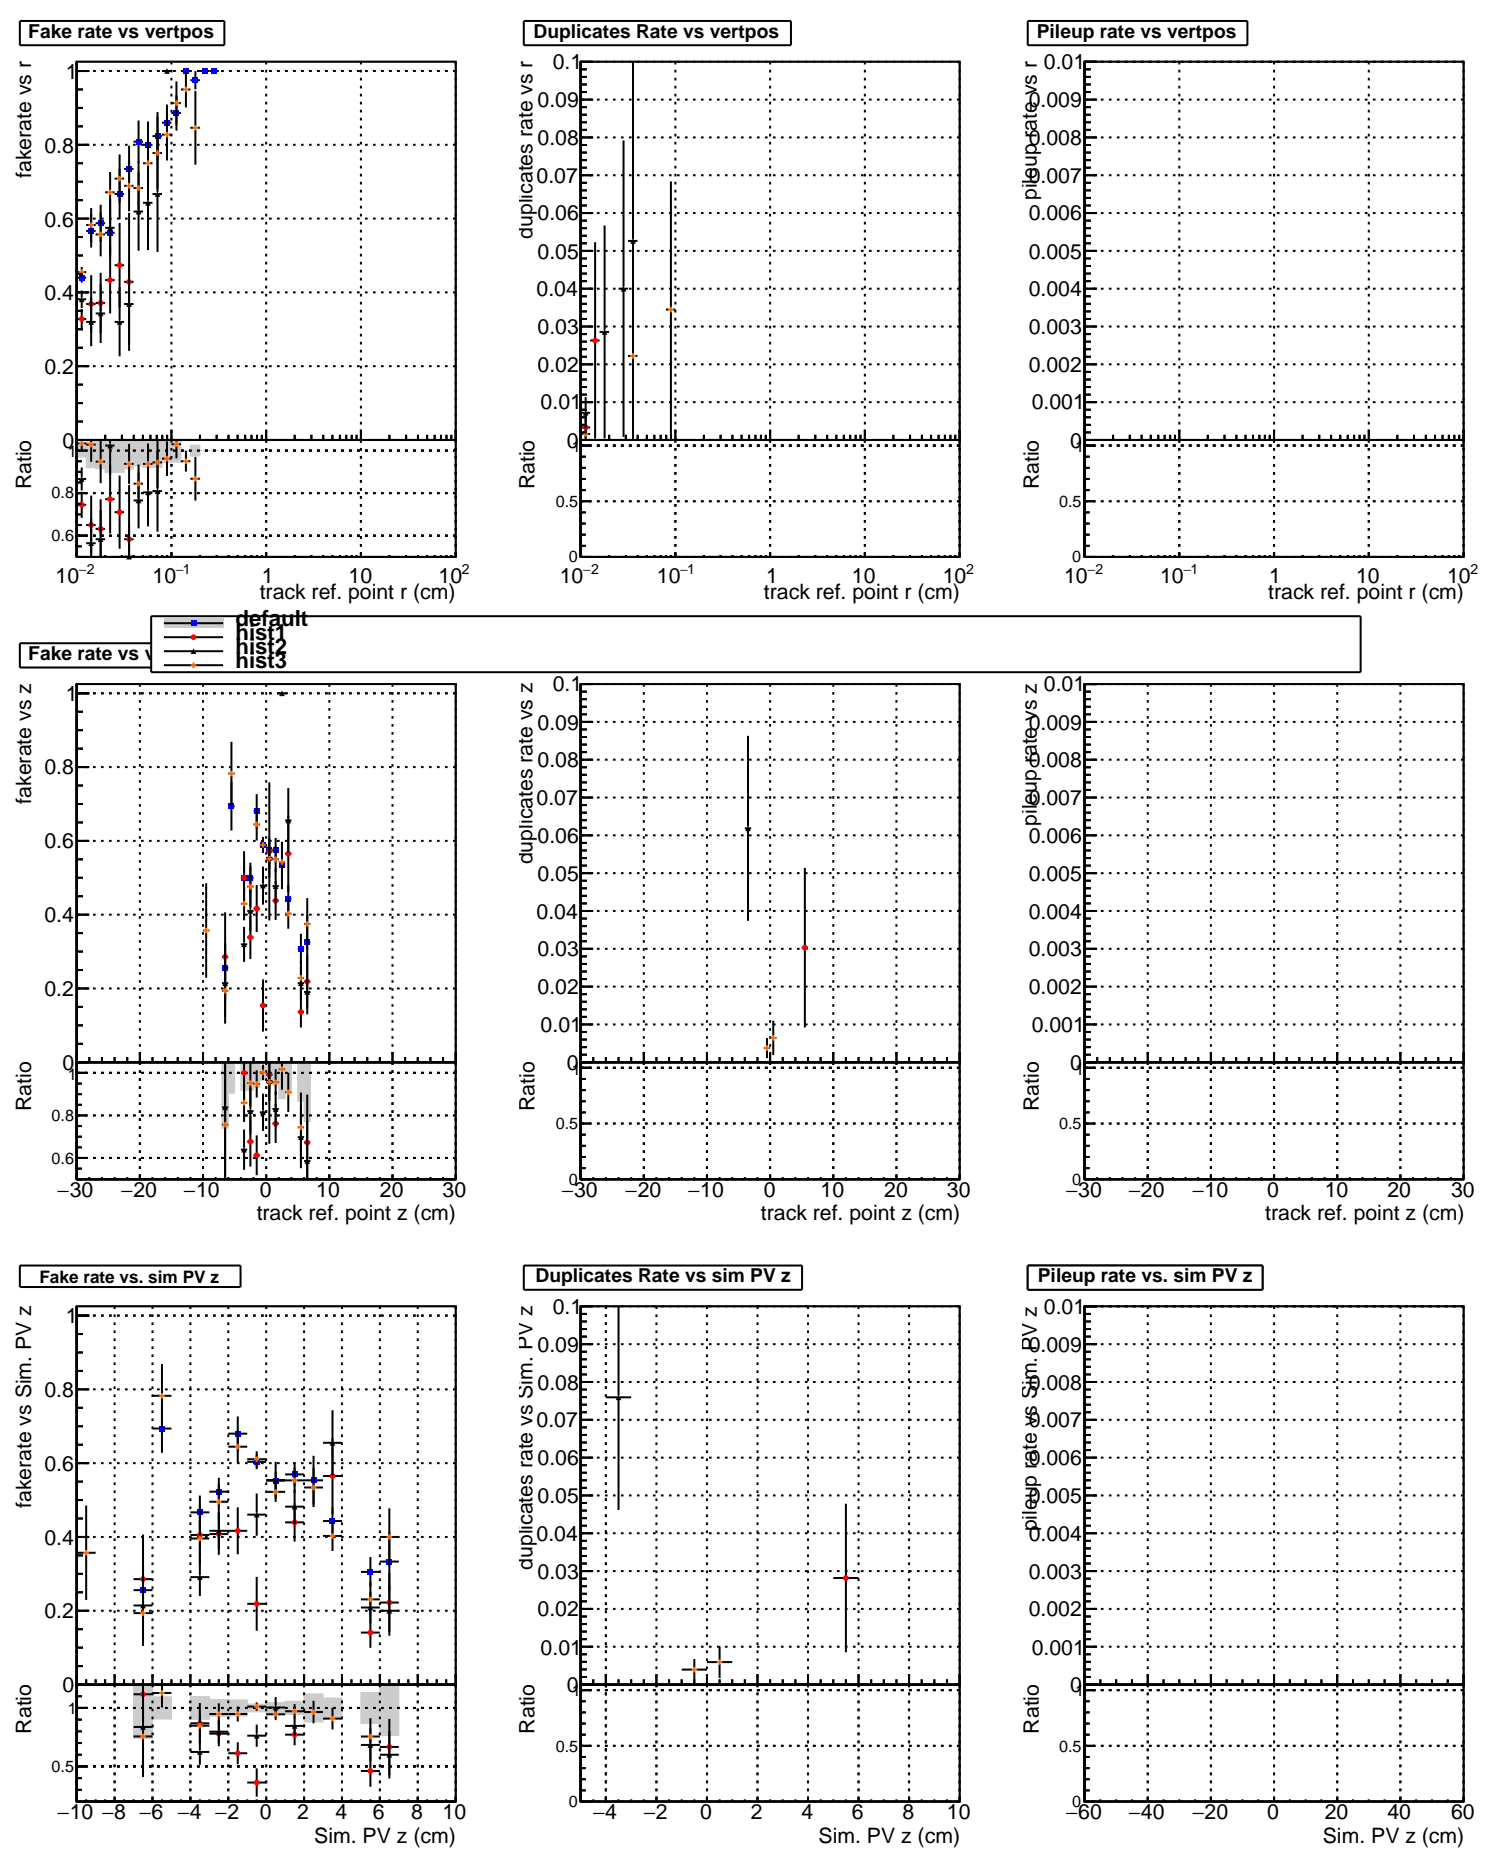 Fake rate vs vertpos
Duplicates Rate vs vertpos
Pileup rate vs vertpos
fakerate vs r
1
0.8
0.6
0.4
0.2
0
Ratio
1
0.8
0.6
10−2 10−1 1 10 102
track ref. point r (cm)
duplicates rate vs r
0.1
0.09
0.08
0.07
0.06
0.05
0.04
0.03
0.02
0.01
0
Ratio
1
0.5
0
10−2 10−1 1 10 102
track ref. point r (cm)
pileup rate vs r
0.01
0.009
0.008
0.007
0.006
0.005
0.004
0.003
0.002
0.001
0
Ratio
1
0.5
0
10−2 10−1 1 10 102
track ref. point r (cm)
default
hist1
hist2
hist3
Fake rate vs v
fakerate vs z
1
0.8
0.6
0.4
0.2
0
Ratio
1
0.8
0.6
−30 −20 −10 0 10 20 30
track ref. point z (cm)
duplicates rate vs z
0.1
0.09
0.08
0.07
0.06
0.05
0.04
0.03
0.02
0.01
0
Ratio
1
0.5
0
−30 −20 −10 0 10 20 30
track ref. point z (cm)
pileup rate vs z
0.01
0.009
0.008
0.007
0.006
0.005
0.004
0.003
0.002
0.001
0
Ratio
1
0.5
0
−30 −20 −10 0 10 20 30
track ref. point z (cm)
Fake rate vs. sim PV z
Duplicates Rate vs sim PV z
Pileup rate vs. sim PV z
fakerate vs Sim. PV z
1
0.8
0.6
0.4
0.2
0
Ratio
1
0.5
−10 −8 −6 −4 −2 0 2 4 6 8 10
Sim. PV z (cm)
duplicates rate vs Sim. PV z
0.1
0.09
0.08
0.07
0.06
0.05
0.04
0.03
0.02
0.01
0
Ratio
1
0.5
0
−4 −2 0 2 4 6 8 10
Sim. PV z (cm)
pileup rate vs Sim. PV z
0.01
0.009
0.008
0.007
0.006
0.005
0.004
0.003
0.002
0.001
0
Ratio
1
0.5
0
−60 −40 −20 0 20 40 60
Sim. PV z (cm)